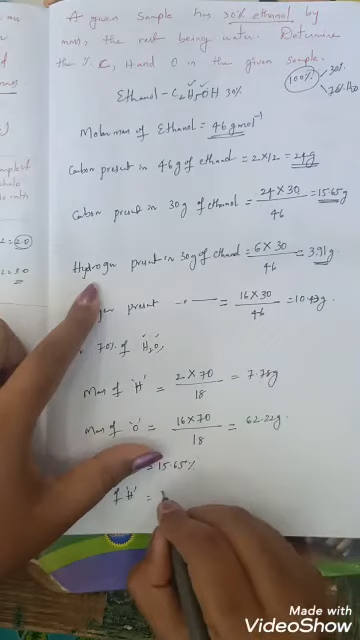 A given sample has 30% ethanol by
mass, the rest being water. Determine
the % C, H and O in the given sample.
100%
30%
Ethanol - C₂H₅OH 30%
Molar mass of Ethanol = 46 gmol⁻¹
Carbon present in 46g of ethanol = 2×12 = 24g
Carbon present in 30g of ethanol = 24 × 30 / 46 = 15.65g
Hydrogen present in 30g of ethanol = 6 × 30 / 46 = 3.91g
gen present = 16 × 30 / 46 = 10.43g.
70% of H₂O,
Mass of 'H' = 2 × 70 / 18 = 7.78g
Mass of 'O' = 16 × 70 / 18 = 62.22g.
= 15.65%
of 'H' =
Made with
VideoShow